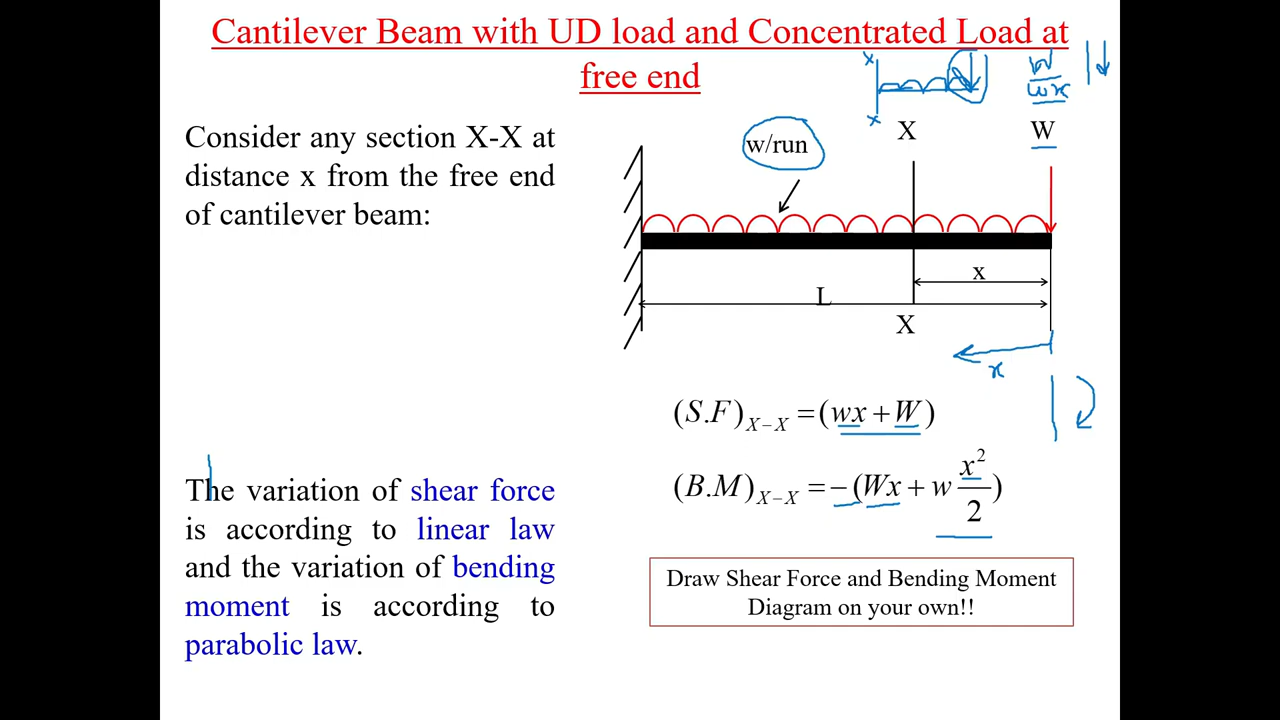 Cantilever Beam with UD load and Concentrated Load at
free end
Consider any section X-X at
distance x from the free end
of cantilever beam:
x
x
W
wx
w/run
X
W
x
L
X
x
(S.F)X−X = (wx + W)
(B.M)X−X = −(Wx + w x²/2)
The variation of shear force
is according to linear law
and the variation of bending
moment is according to
parabolic law.
Draw Shear Force and Bending Moment
Diagram on your own!!